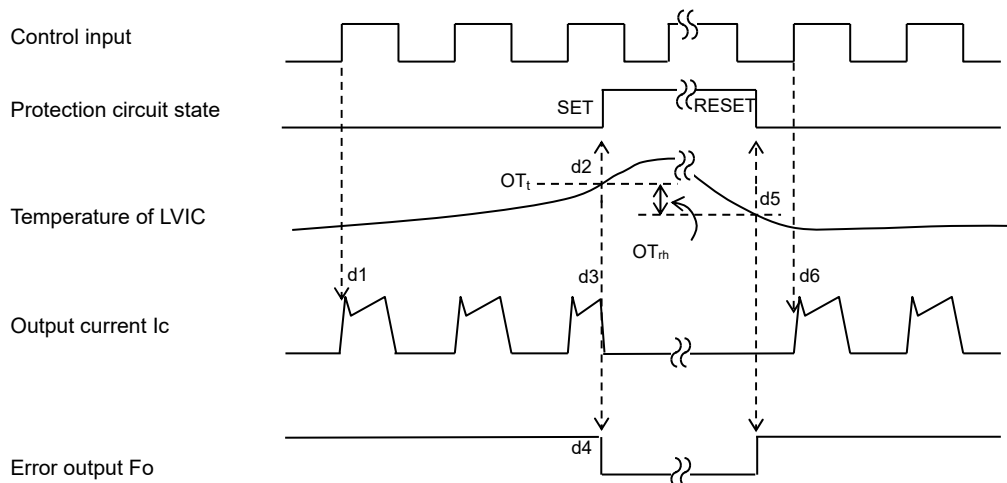 Control input
Protection circuit state
SET
RESET
d2
OTt
d5
Temperature of LVIC
OTrh
d1
d3
d6
Output current Ic
d4
Error output Fo